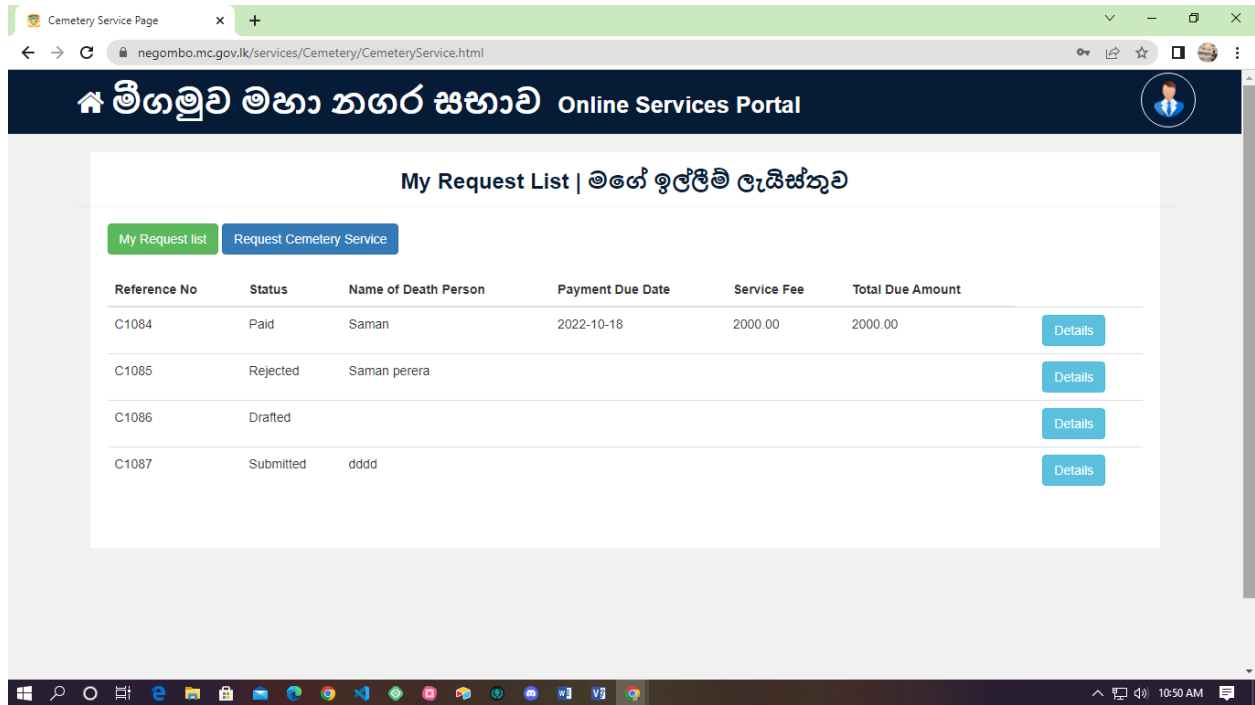 Cemetery Service Page
negombo.mc.gov.lk/services/Cemetery/CemeteryService.html
මීගමුව මහා නගර සභාව Online Services Portal
My Request List | මගේ ඉල්ලීම් ලැයිස්තුව
My Request list Request Cemetery Service
Reference No Status Name of Death Person Payment Due Date Service Fee Total Due Amount
C1084 Paid Saman 2022-10-18 2000.00 2000.00 Details
C1085 Rejected Saman perera Details
C1086 Drafted Details
C1087 Submitted dddd Details
10:50 AM